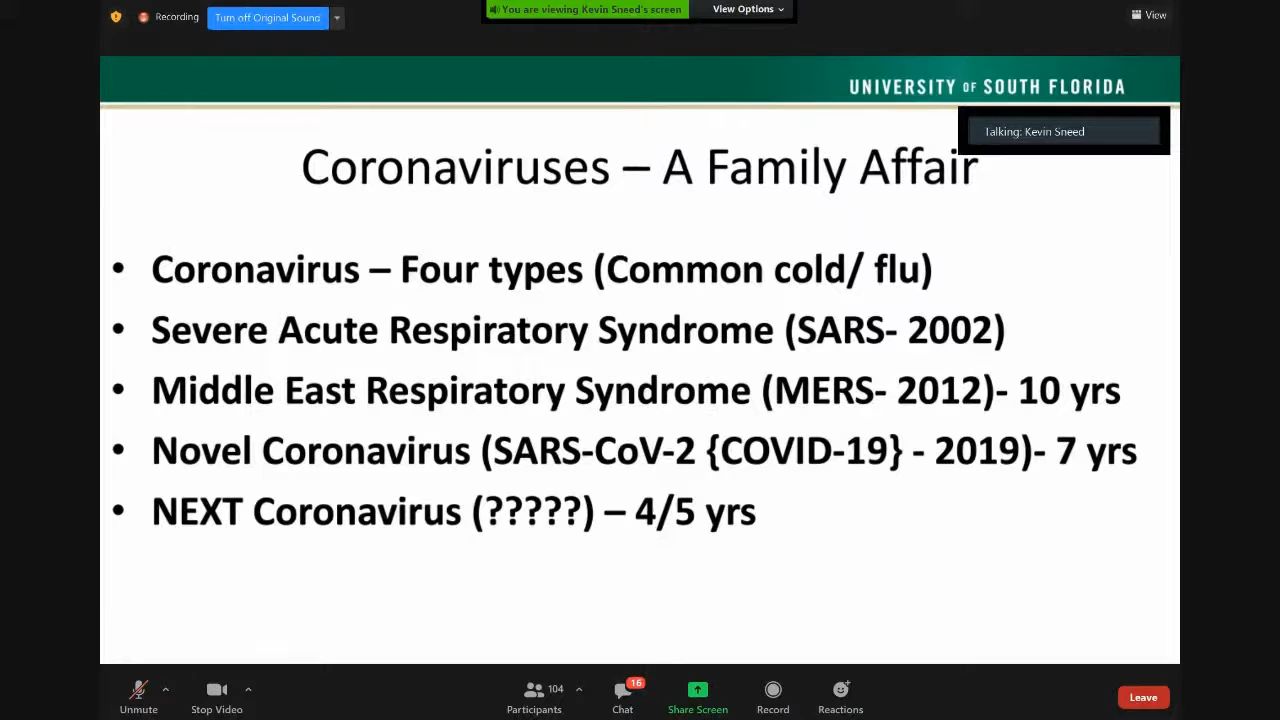 Recording
Turn off Original Sound
You are viewing Kevin Sneed's screen
View Options
View
UNIVERSITY OF SOUTH FLORIDA
Talking: Kevin Sneed
Coronaviruses – A Family Affair
• Coronavirus – Four types (Common cold/ flu)
• Severe Acute Respiratory Syndrome (SARS- 2002)
• Middle East Respiratory Syndrome (MERS- 2012)- 10 yrs
• Novel Coronavirus (SARS-CoV-2 {COVID-19} - 2019)- 7 yrs
• NEXT Coronavirus (?????) – 4/5 yrs
Unmute
Stop Video
104
Participants
16
Chat
Share Screen
Record
Reactions
Leave